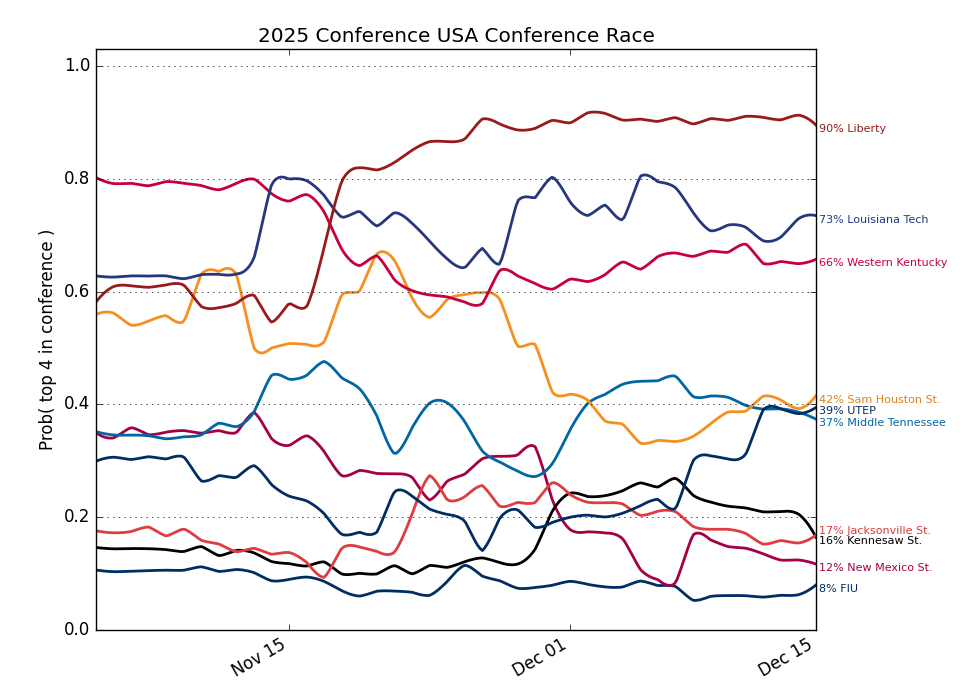 2025 Conference USA Conference Race
Prob( top 4 in conference )
1.0
0.8
0.6
0.4
0.2
0.0
Nov 15
Dec 01
Dec 15
90% Liberty
73% Louisiana Tech
66% Western Kentucky
42% Sam Houston St.
39% UTEP
37% Middle Tennessee
17% Jacksonville St.
16% Kennesaw St.
12% New Mexico St.
8% FIU